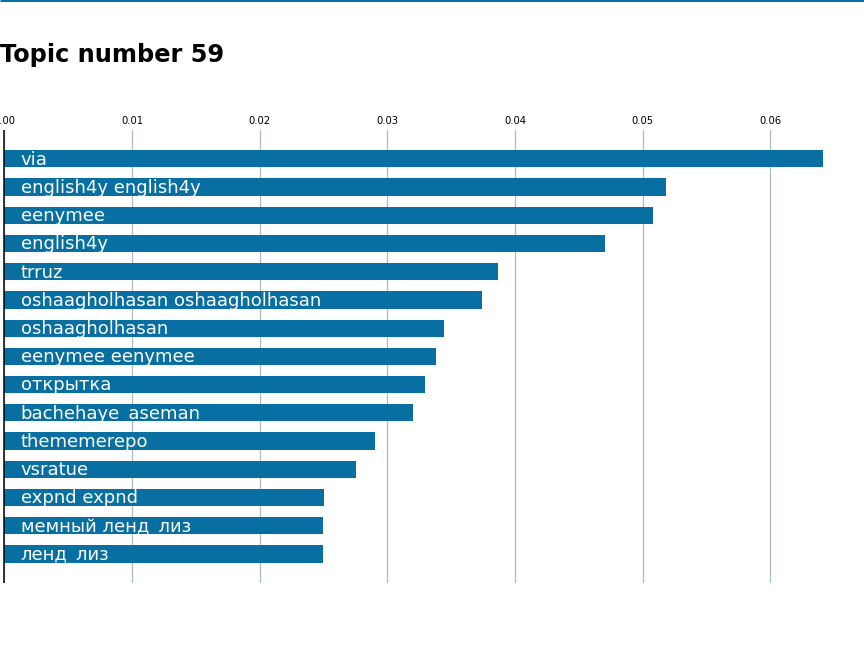 Topic number 59
.00 0.01 0.02 0.03 0.04 0.05 0.06
via
english4y english4y
eenymee
english4y
trruz
oshaagholhasan oshaagholhasan
oshaagholhasan
eenymee eenymee
открытка
bachehaye_aseman
thememerepo
vsratue
expnd expnd
мемный ленд_лиз
ленд_лиз